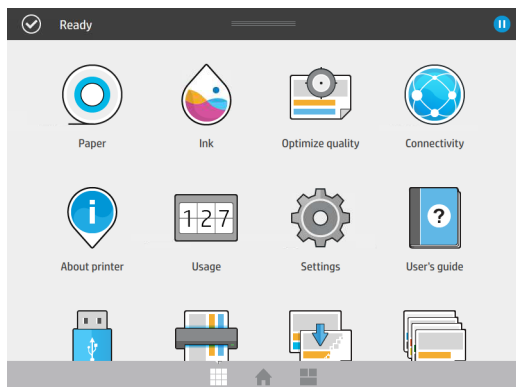 Ready
Paper
Ink
Optimize quality
Connectivity
i
127
?
About printer
Usage
Settings
User's guide